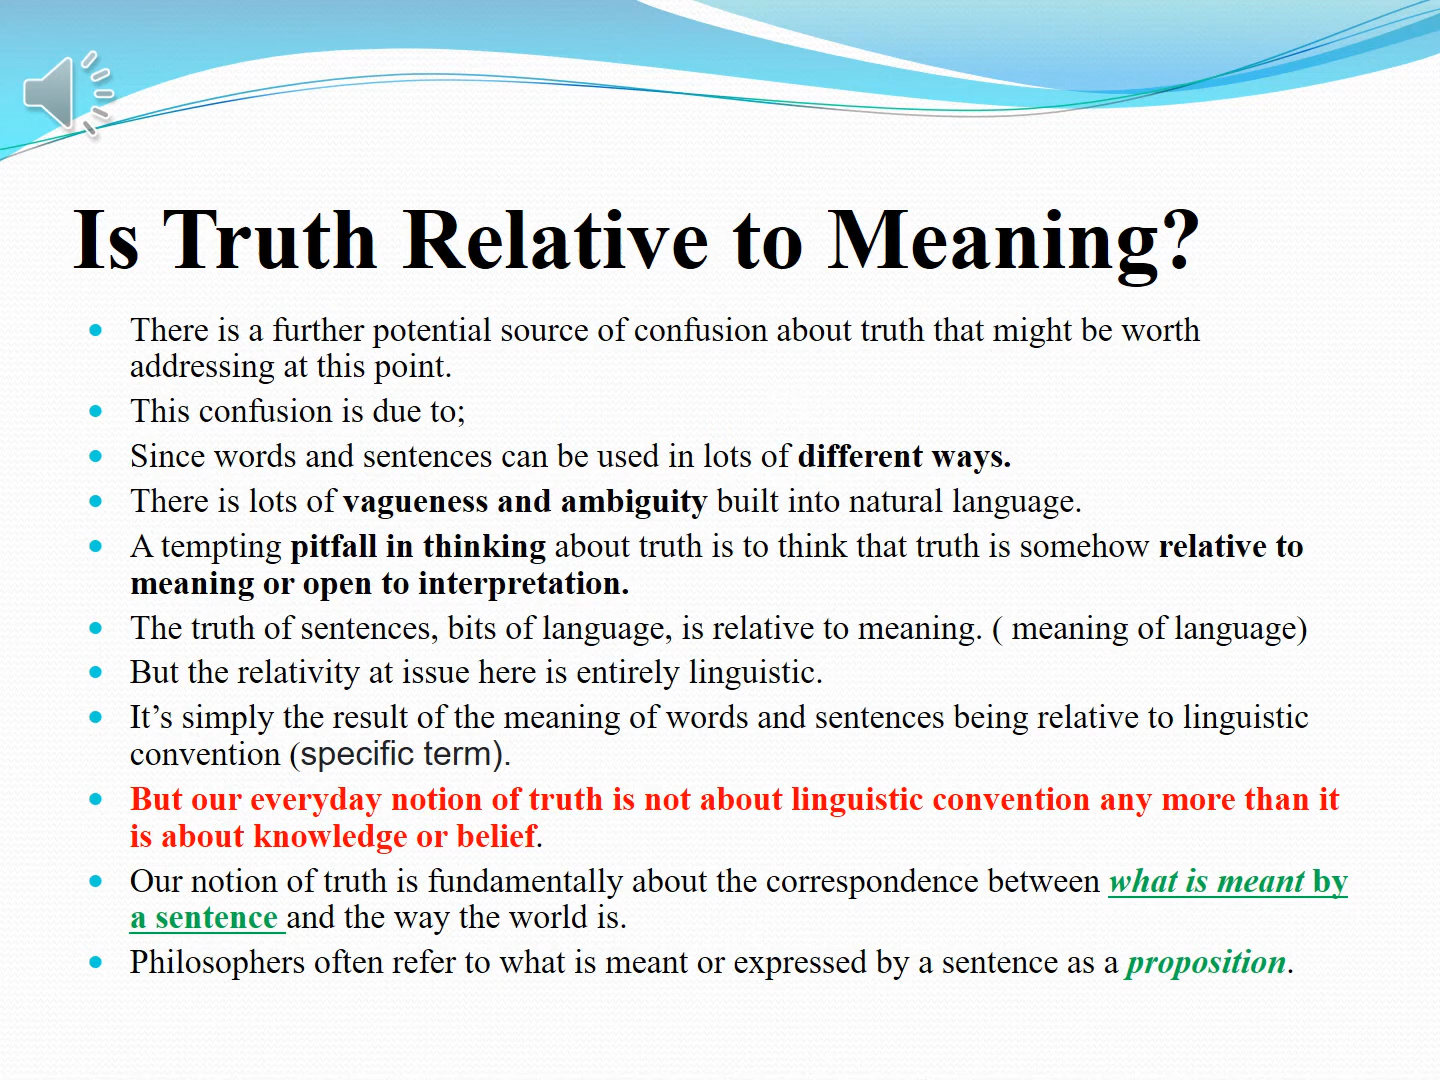 Is Truth Relative to Meaning?
• There is a further potential source of confusion about truth that might be worth
addressing at this point.
• This confusion is due to;
• Since words and sentences can be used in lots of different ways.
• There is lots of vagueness and ambiguity built into natural language.
• A tempting pitfall in thinking about truth is to think that truth is somehow relative to
meaning or open to interpretation.
• The truth of sentences, bits of language, is relative to meaning. ( meaning of language)
• But the relativity at issue here is entirely linguistic.
• It’s simply the result of the meaning of words and sentences being relative to linguistic
convention (specific term).
• But our everyday notion of truth is not about linguistic convention any more than it
is about knowledge or belief.
• Our notion of truth is fundamentally about the correspondence between what is meant by
a sentence and the way the world is.
• Philosophers often refer to what is meant or expressed by a sentence as a proposition.